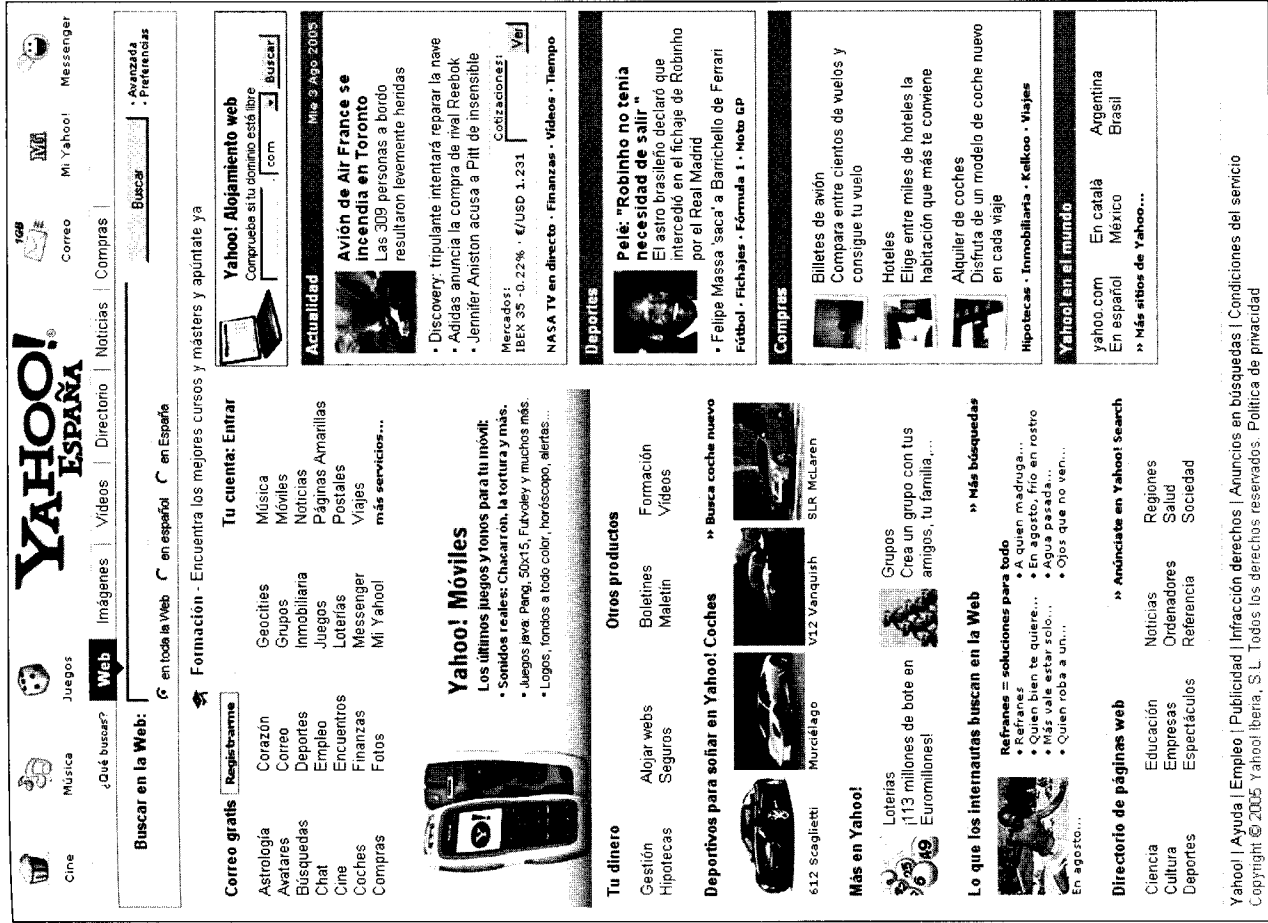 Cine
Música
Juegos
YAHOO!
ESPAÑA
1GB
Correo
Mi Yahoo!
Messenger
¿Qué buscas?
Web
Imágenes | Vídeos | Directorio | Noticias | Compras |
Buscar en la Web:
Buscar
• Avanzada
• Preferencias
en toda la Web
en español
en España
Formación - Encuentra los mejores cursos y másters y apúntate ya
Correo gratis
Registrarme
Tu cuenta: Entrar
Astrología
Avatares
Búsquedas
Chat
Cine
Coches
Compras
Corazón
Correo
Deportes
Empleo
Encuentros
Finanzas
Fotos
Geocities
Grupos
Inmobiliaria
Juegos
Loterías
Messenger
Mi Yahoo!
Música
Móviles
Noticias
Páginas Amarillas
Postales
Viajes
más servicios...
Yahoo! Móviles
Los últimos juegos y tonos para tu móvil:
• Sonidos reales: Chacarron, la tortura y más.
• Juegos java: Pang, 50x15, Futvoley y muchos más.
• Logos, fondos a todo color, horóscopo, alertas...
Tu dinero
Gestión
Hipotecas
Alojar webs
Seguros
Otros productos
Boletines
Maletín
Formación
Vídeos
Deportivos para soñar en Yahoo! Coches
» Busca coche nuevo
612 Scaglietti
Murciélago
V12 Vanquish
SLR McLaren
Más en Yahoo!
Loterías
¡113 millones de bote en
Euromillones!
Grupos
Crea un grupo con tus
amigos, tu familia,...
Lo que los internautas buscan en la Web
» Más búsquedas
En agosto...
Refranes = soluciones para todo
• Refranes
• Quien bien te quiere...
• Más vale estar solo...
• Quien roba a un...
• A quien madruga...
• En agosto, frío en rostro
• Agua pasada...
• Ojos que no ven...
Directorio de páginas web
» Anúnciate en Yahoo! Search
Ciencia
Cultura
Deportes
Educación
Empresas
Espectáculos
Noticias
Ordenadores
Referencia
Regiones
Salud
Sociedad
Yahoo! Alojamiento web
Comprueba si tu dominio está libre
.com
Buscar
Actualidad
Mie 3 Ago 2005
Avión de Air France se
incendia en Toronto
Las 309 personas a bordo
resultaron levemente heridas
• Discovery: tripulante intentará reparar la nave
• Adidas anuncia la compra de rival Reebok
• Jennifer Aniston acusa a Pitt de insensible
Mercados:
IBEX 35 -0.22% · €/USD 1.231
Cotizaciones:
Ver
NASA TV en directo · Finanzas · Vídeos · Tiempo
Deportes
Pelé: "Robinho no tenía
necesidad de salir"
El astro brasileño declaró que
intercedió en el fichaje de Robinho
por el Real Madrid
• Felipe Massa 'saca' a Barrichello de Ferrari
Fútbol · Fichajes · Fórmula 1 · Moto GP
Compras
Billetes de avión
Compara entre cientos de vuelos y
consigue tu vuelo
Hoteles
Elige entre miles de hoteles la
habitación que más te conviene
Alquiler de coches
Disfruta de un modelo de coche nuevo
en cada viaje
Hipotecas · Inmobiliaria · Kelkoo · Viajes
Yahoo! en el mundo
yahoo.com
En español
En català
México
Argentina
Brasil
» Más sitios de Yahoo...
Yahoo! | Ayuda | Empleo | Publicidad | Infracción derechos | Anuncios en búsquedas | Condiciones del servicio
Copyright © 2005 Yahoo! Iberia, S.L. Todos los derechos reservados. Política de privacidad